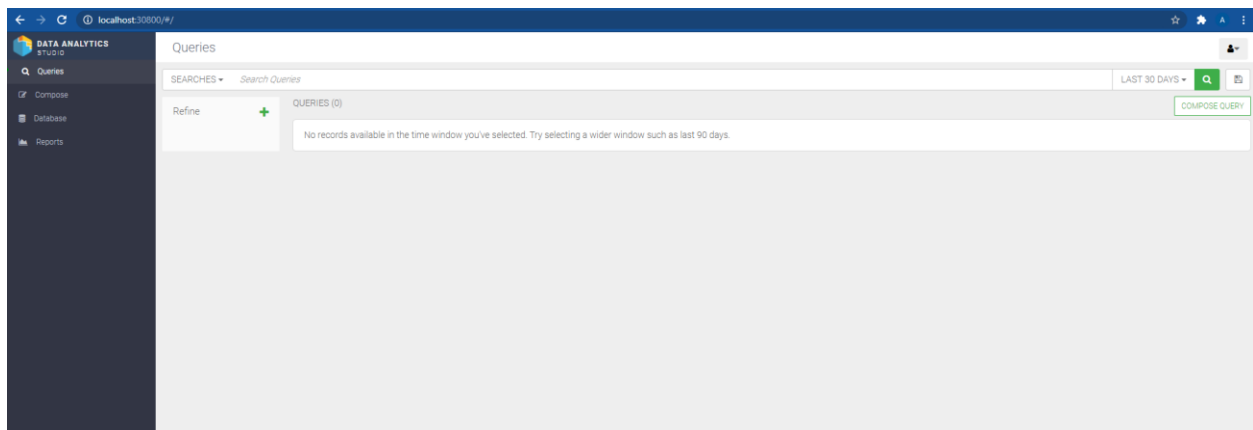 localhost:30800/#/
A
DATA ANALYTICS
STUDIO
Queries
Compose
Database
Reports
Queries
SEARCHES
Search Queries
LAST 30 DAYS
Refine
QUERIES (0)
COMPOSE QUERY
No records available in the time window you've selected. Try selecting a wider window such as last 90 days.